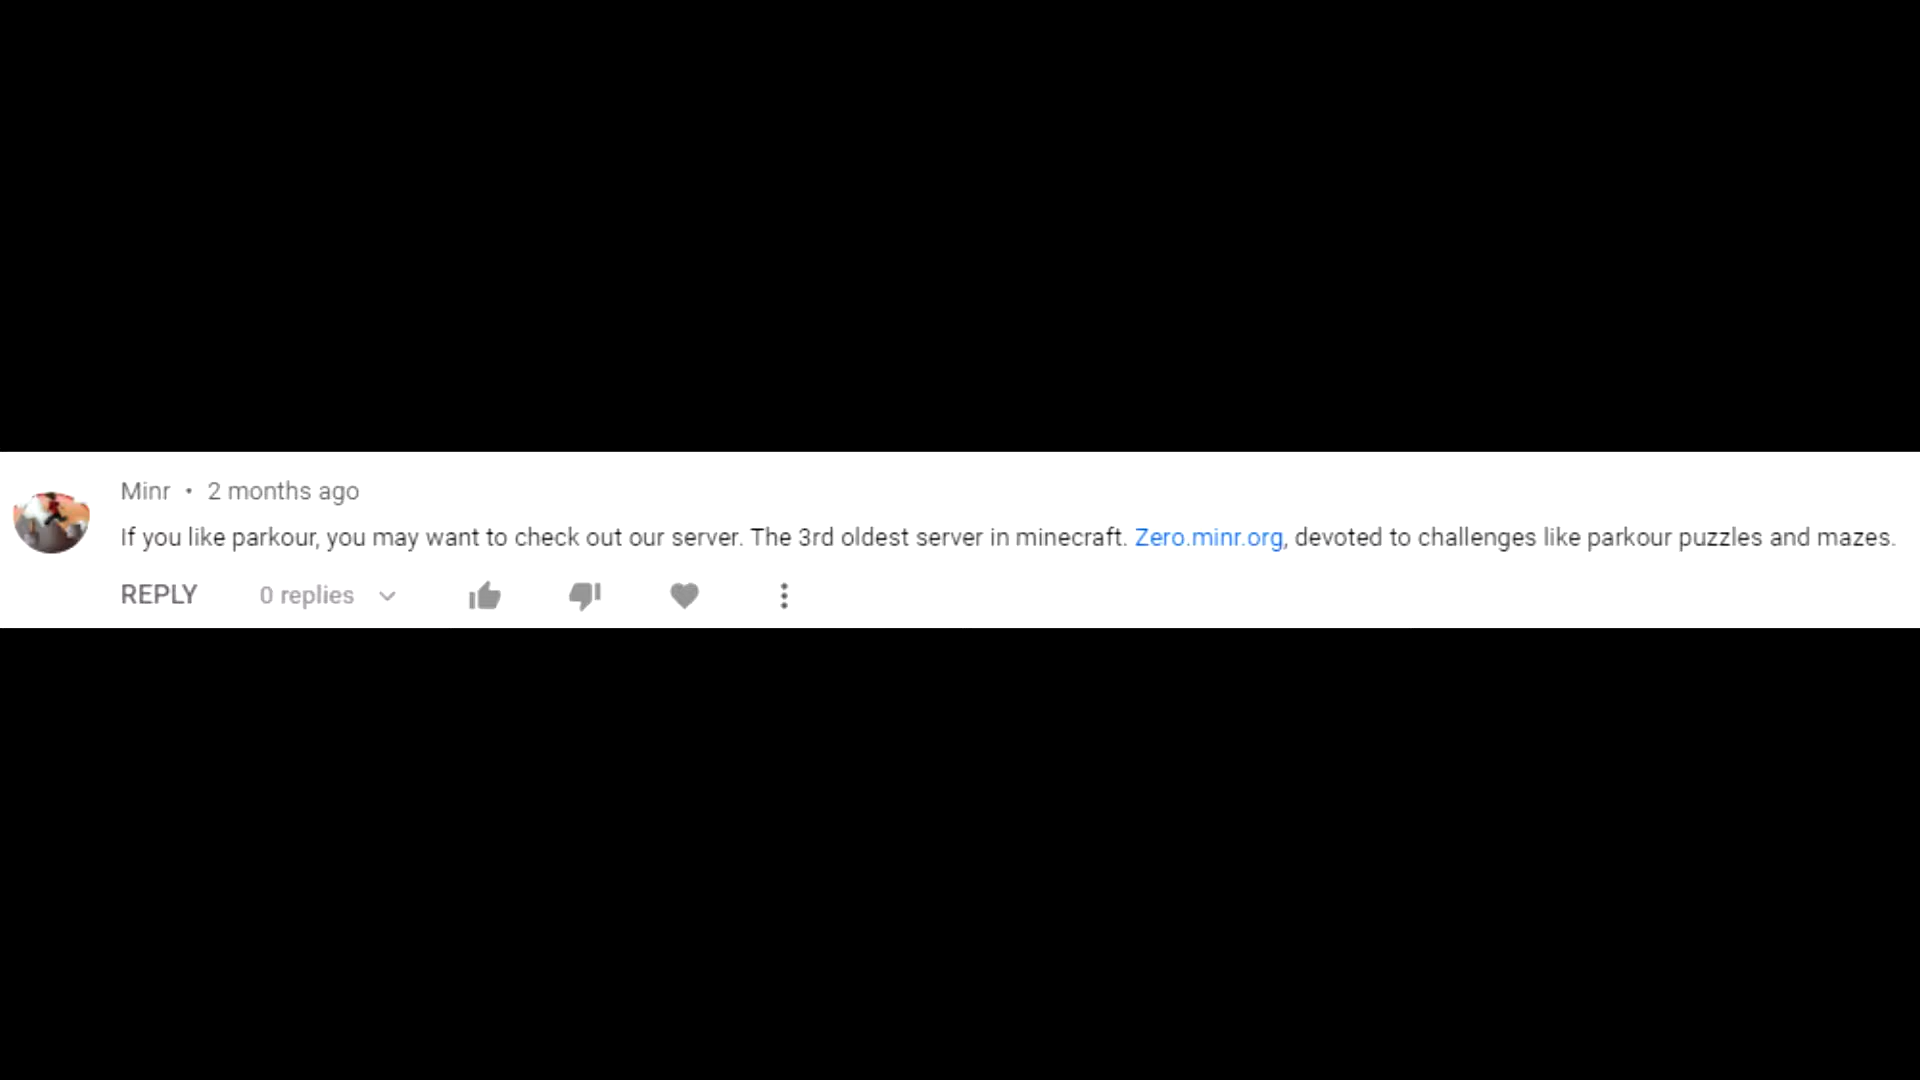 Minr • 2 months ago
If you like parkour, you may want to check out our server. The 3rd oldest server in minecraft. Zero.minr.org, devoted to challenges like parkour puzzles and mazes.
REPLY 0 replies